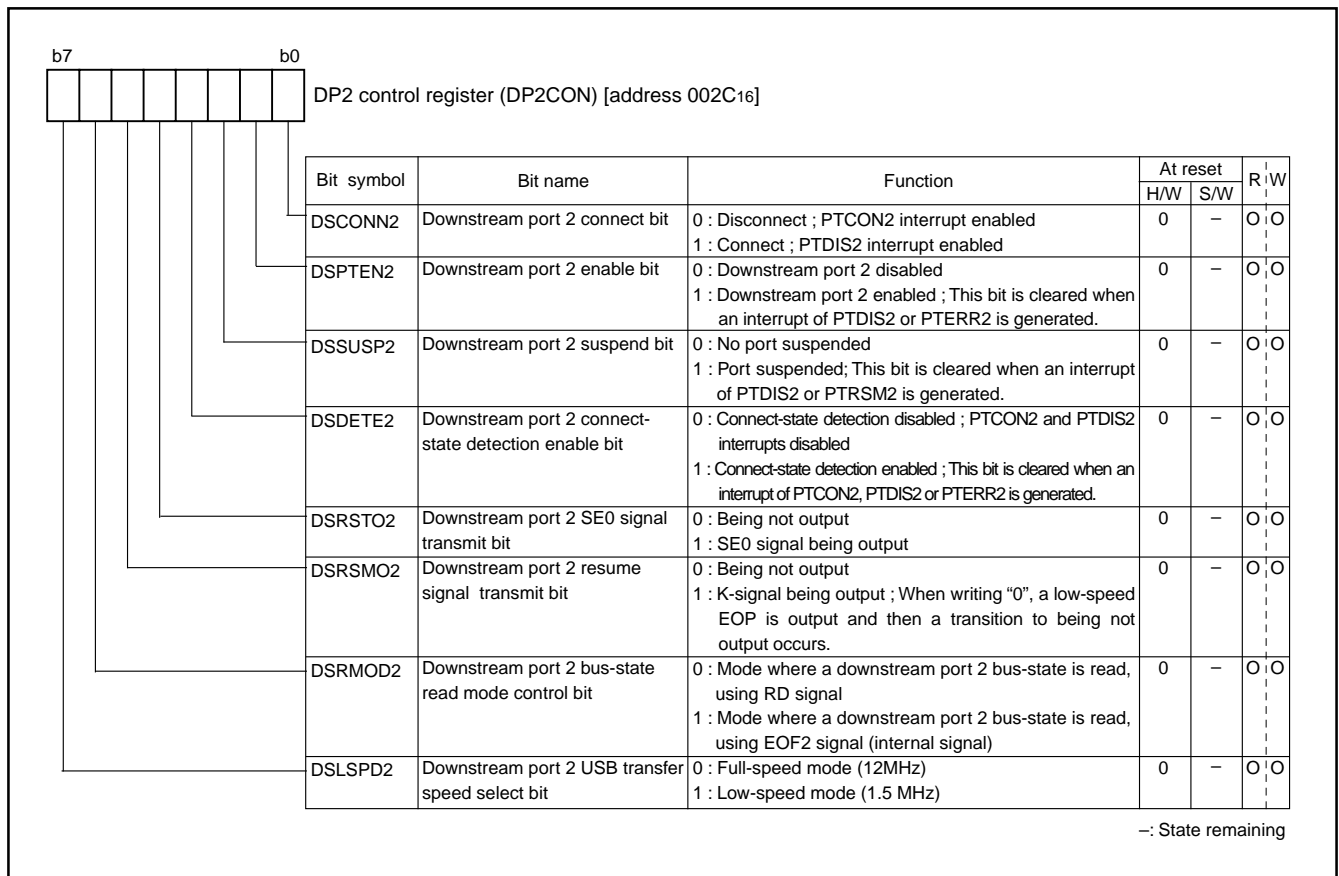 b7 b0
DP2 control register (DP2CON) [address 002C16]
Bit symbol Bit name Function At reset R W
H/W S/W
DSCONN2 Downstream port 2 connect bit 0 : Disconnect ; PTCON2 interrupt enabled 0 – O O
1 : Connect ; PTDIS2 interrupt enabled
DSPTEN2 Downstream port 2 enable bit 0 : Downstream port 2 disabled 0 – O O
1 : Downstream port 2 enabled ; This bit is cleared when
an interrupt of PTDIS2 or PTERR2 is generated.
DSSUSP2 Downstream port 2 suspend bit 0 : No port suspended 0 – O O
1 : Port suspended; This bit is cleared when an interrupt
of PTDIS2 or PTRSM2 is generated.
DSDETE2 Downstream port 2 connect- 0 : Connect-state detection disabled ; PTCON2 and PTDIS2 0 – O O
state detection enable bit interrupts disabled
1 : Connect-state detection enabled ; This bit is cleared when an
interrupt of PTCON2, PTDIS2 or PTERR2 is generated.
DSRSTO2 Downstream port 2 SE0 signal 0 : Being not output 0 – O O
transmit bit 1 : SE0 signal being output
DSRSMO2 Downstream port 2 resume 0 : Being not output 0 – O O
signal transmit bit 1 : K-signal being output ; When writing “0”, a low-speed
EOP is output and then a transition to being not
output occurs.
DSRMOD2 Downstream port 2 bus-state 0 : Mode where a downstream port 2 bus-state is read, 0 – O O
read mode control bit using RD signal
1 : Mode where a downstream port 2 bus-state is read,
using EOF2 signal (internal signal)
DSLSPD2 Downstream port 2 USB transfer 0 : Full-speed mode (12MHz) 0 – O O
speed select bit 1 : Low-speed mode (1.5 MHz)
–: State remaining